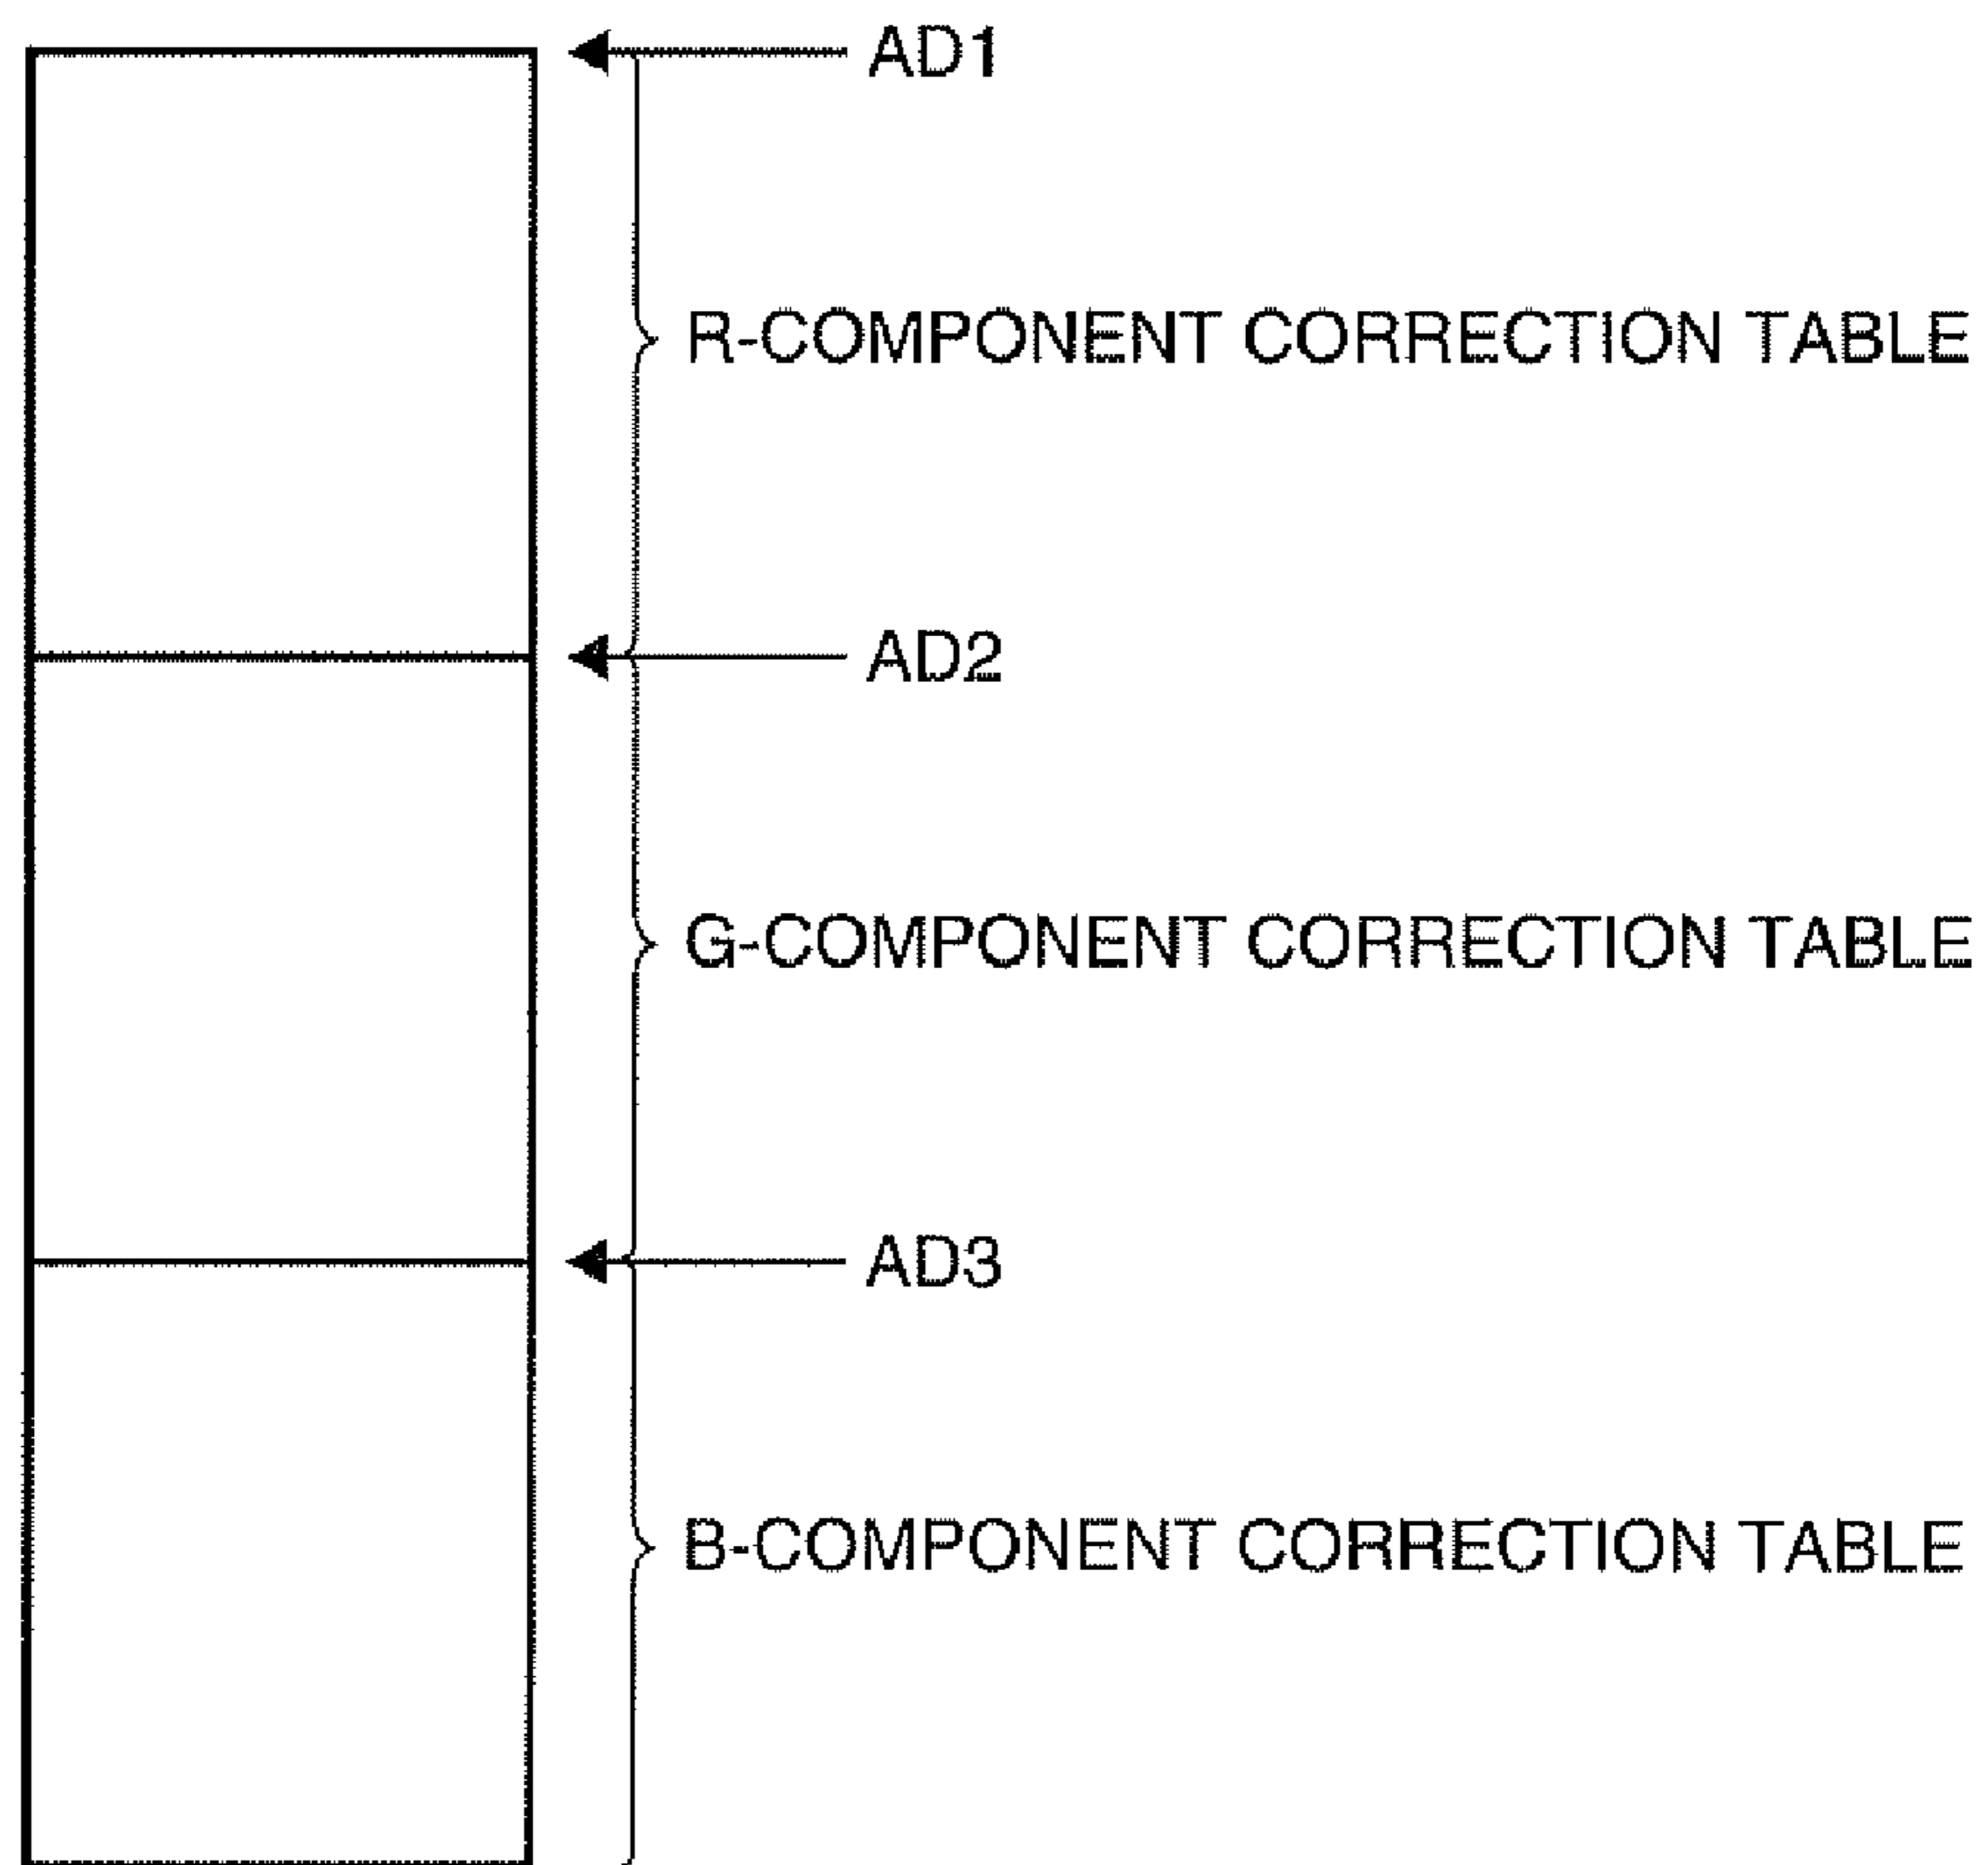 AD1
R-COMPONENT CORRECTION TABLE
AD2
G-COMPONENT CORRECTION TABLE
AD3
B-COMPONENT CORRECTION TABLE